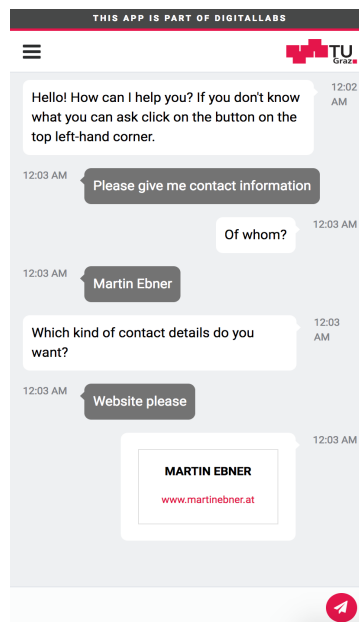 THIS APP IS PART OF DIGITALLABS
TU
Graz
12:02
AM
Hello! How can I help you? If you don't know
what you can ask click on the button on the
top left-hand corner.
12:03 AM
Please give me contact information
12:03 AM
Of whom?
12:03 AM
Martin Ebner
12:03
AM
Which kind of contact details do you
want?
12:03 AM
Website please
12:03 AM
MARTIN EBNER
www.martinebner.at